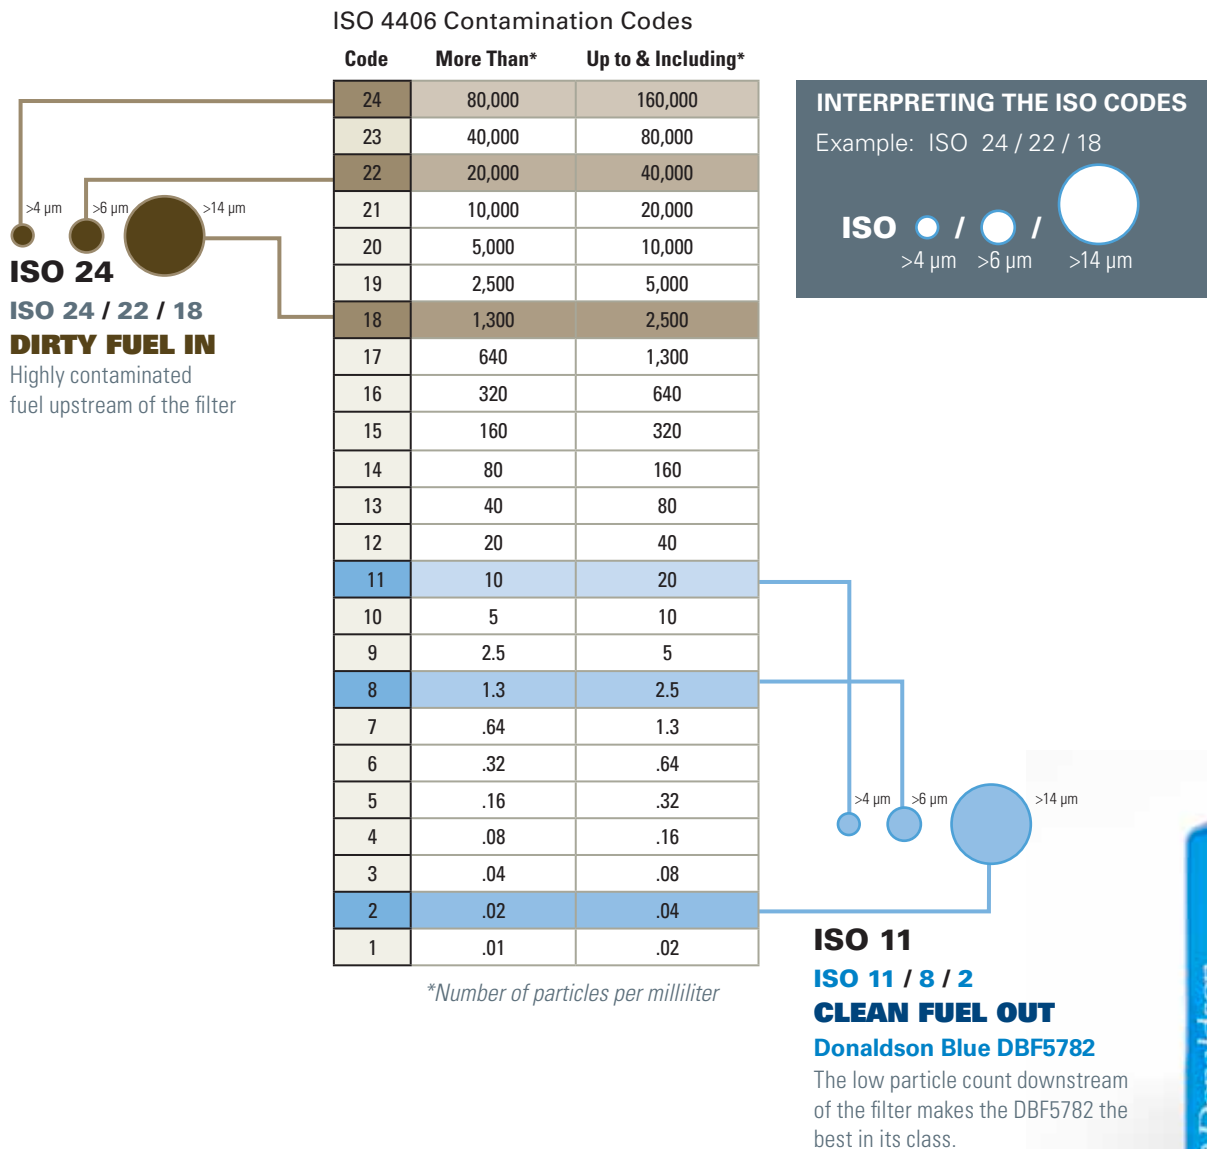 ISO 4406 Contamination Codes
Code More Than* Up to & Including*
24 80,000 160,000
23 40,000 80,000
22 20,000 40,000
21 10,000 20,000
20 5,000 10,000
19 2,500 5,000
18 1,300 2,500
17 640 1,300
16 320 640
15 160 320
14 80 160
13 40 80
12 20 40
11 10 20
10 5 10
9 2.5 5
8 1.3 2.5
7 .64 1.3
6 .32 .64
5 .16 .32
4 .08 .16
3 .04 .08
2 .02 .04
1 .01 .02
*Number of particles per milliliter
>4 µm >6 µm >14 µm
ISO 24
ISO 24 / 22 / 18
DIRTY FUEL IN
Highly contaminated
fuel upstream of the filter
INTERPRETING THE ISO CODES
Example: ISO 24 / 22 / 18
ISO / /
>4 µm >6 µm >14 µm
>4 µm >6 µm >14 µm
ISO 11
ISO 11 / 8 / 2
CLEAN FUEL OUT
Donaldson Blue DBF5782
The low particle count downstream
of the filter makes the DBF5782 the
best in its class.